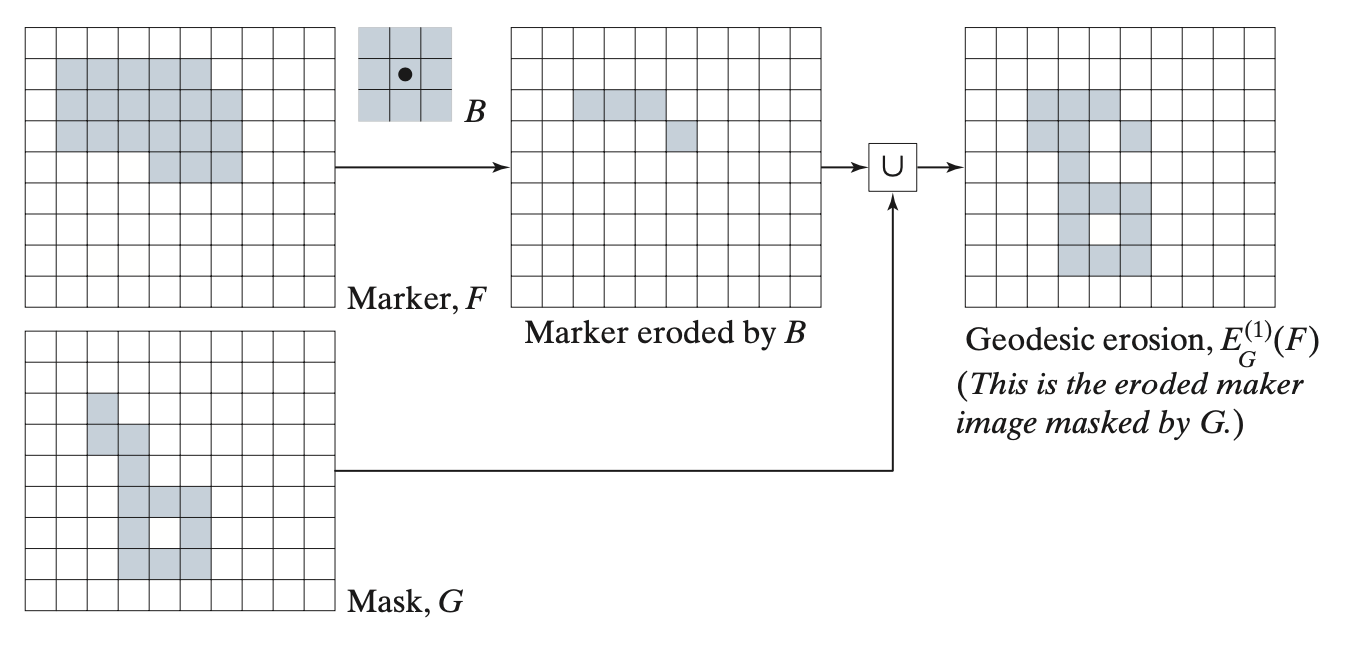 B
Marker, F
Marker eroded by B
∪
Geodesic erosion, E_G^(1)(F)
(This is the eroded maker
image masked by G.)
Mask, G